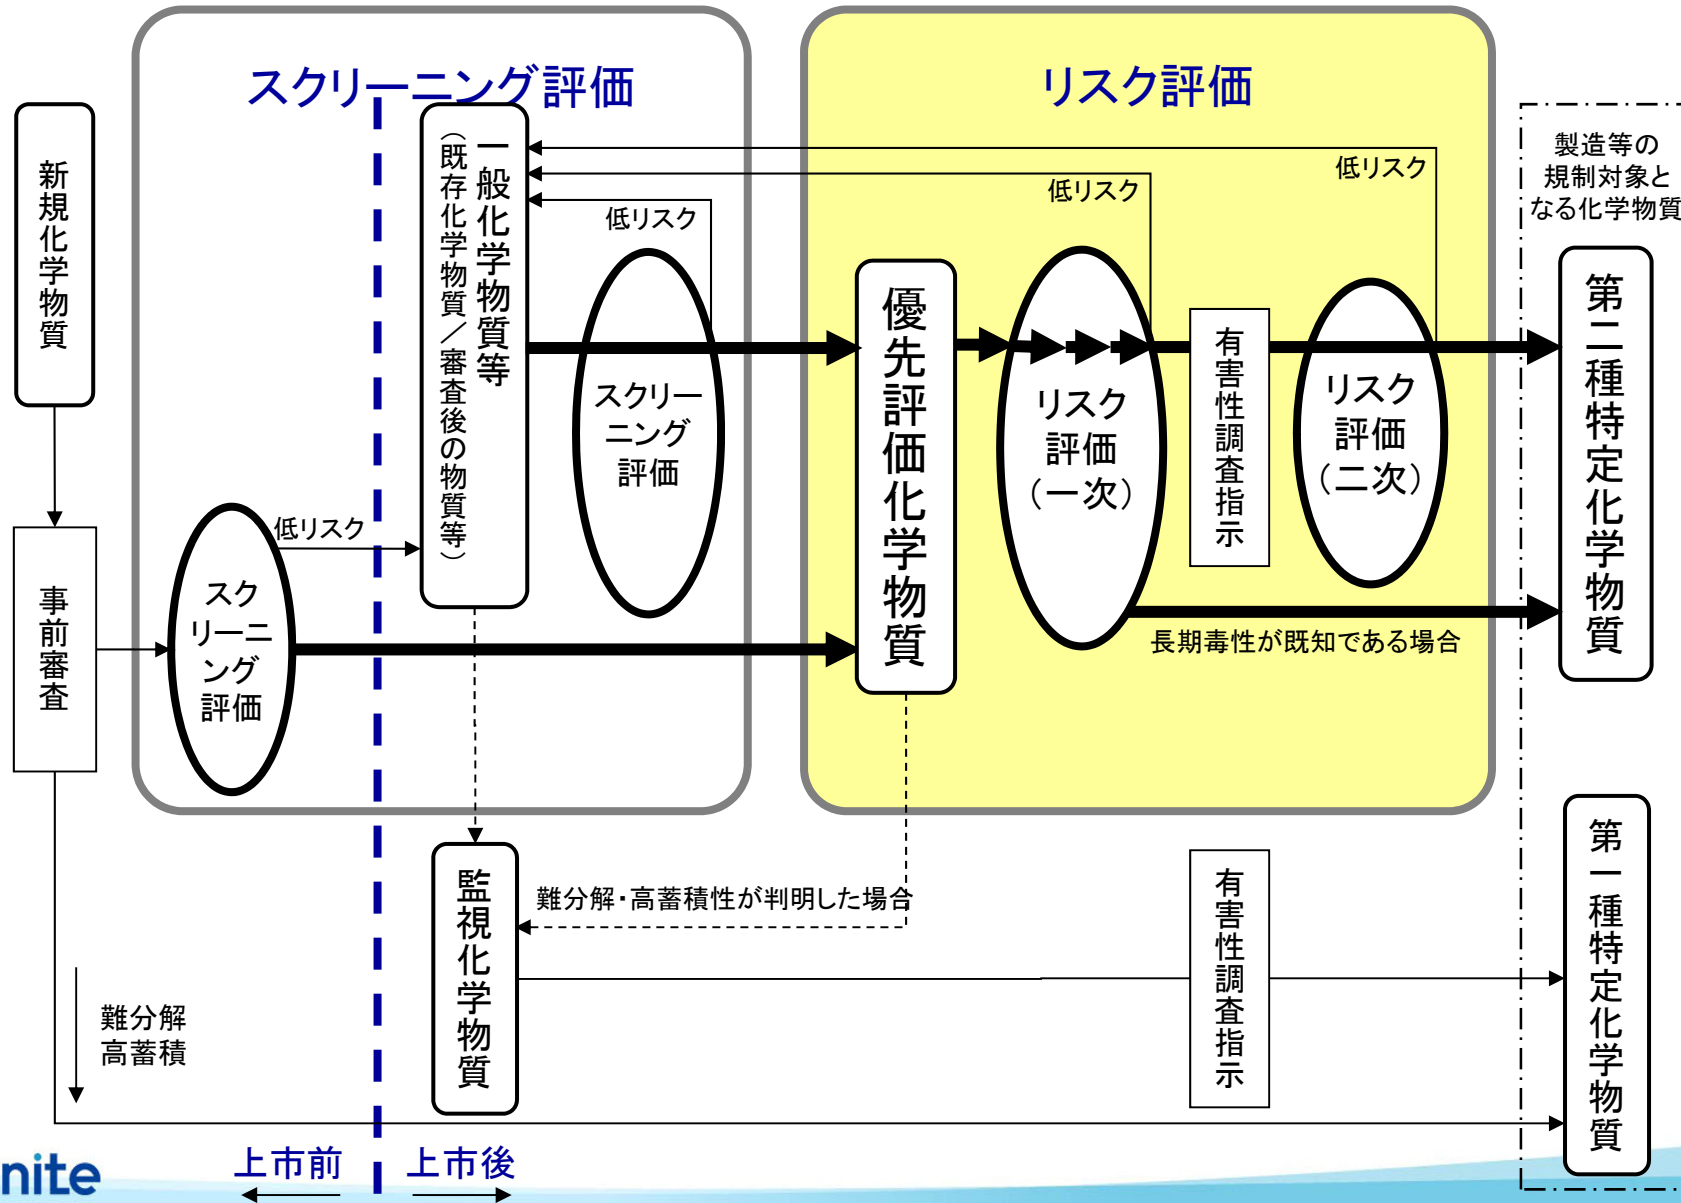 スクリーニング評価
リスク評価
新規化学物質
事前審査
スク
リーニ
ング
評価
低リスク
一般化学物質等
（既存化学物質／審査後の物質等）
低リスク
スクリー
ニング
評価
優先評価化学物質
低リスク
リスク
評価
（一次）
有害性調査指示
低リスク
リスク
評価
（二次）
長期毒性が既知である場合
製造等の
規制対象と
なる化学物質
第二種特定化学物質
監視化学物質
難分解・高蓄積性が判明した場合
有害性調査指示
第一種特定化学物質
難分解
高蓄積
上市前
上市後
nite